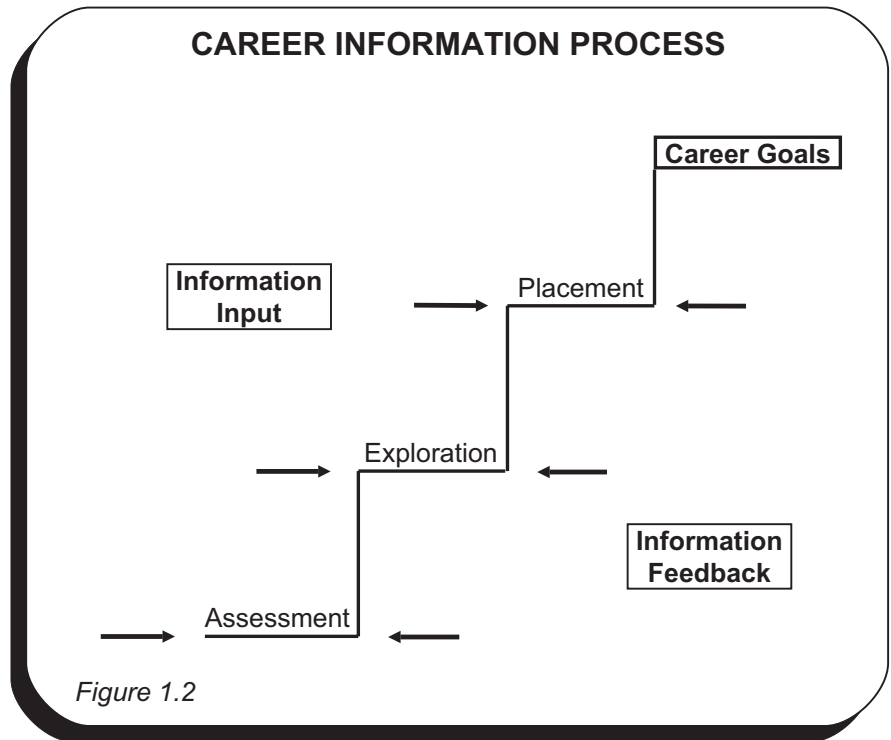 CAREER INFORMATION PROCESS
Career Goals
Information
Input
Placement
Exploration
Information
Feedback
Assessment
Figure 1.2